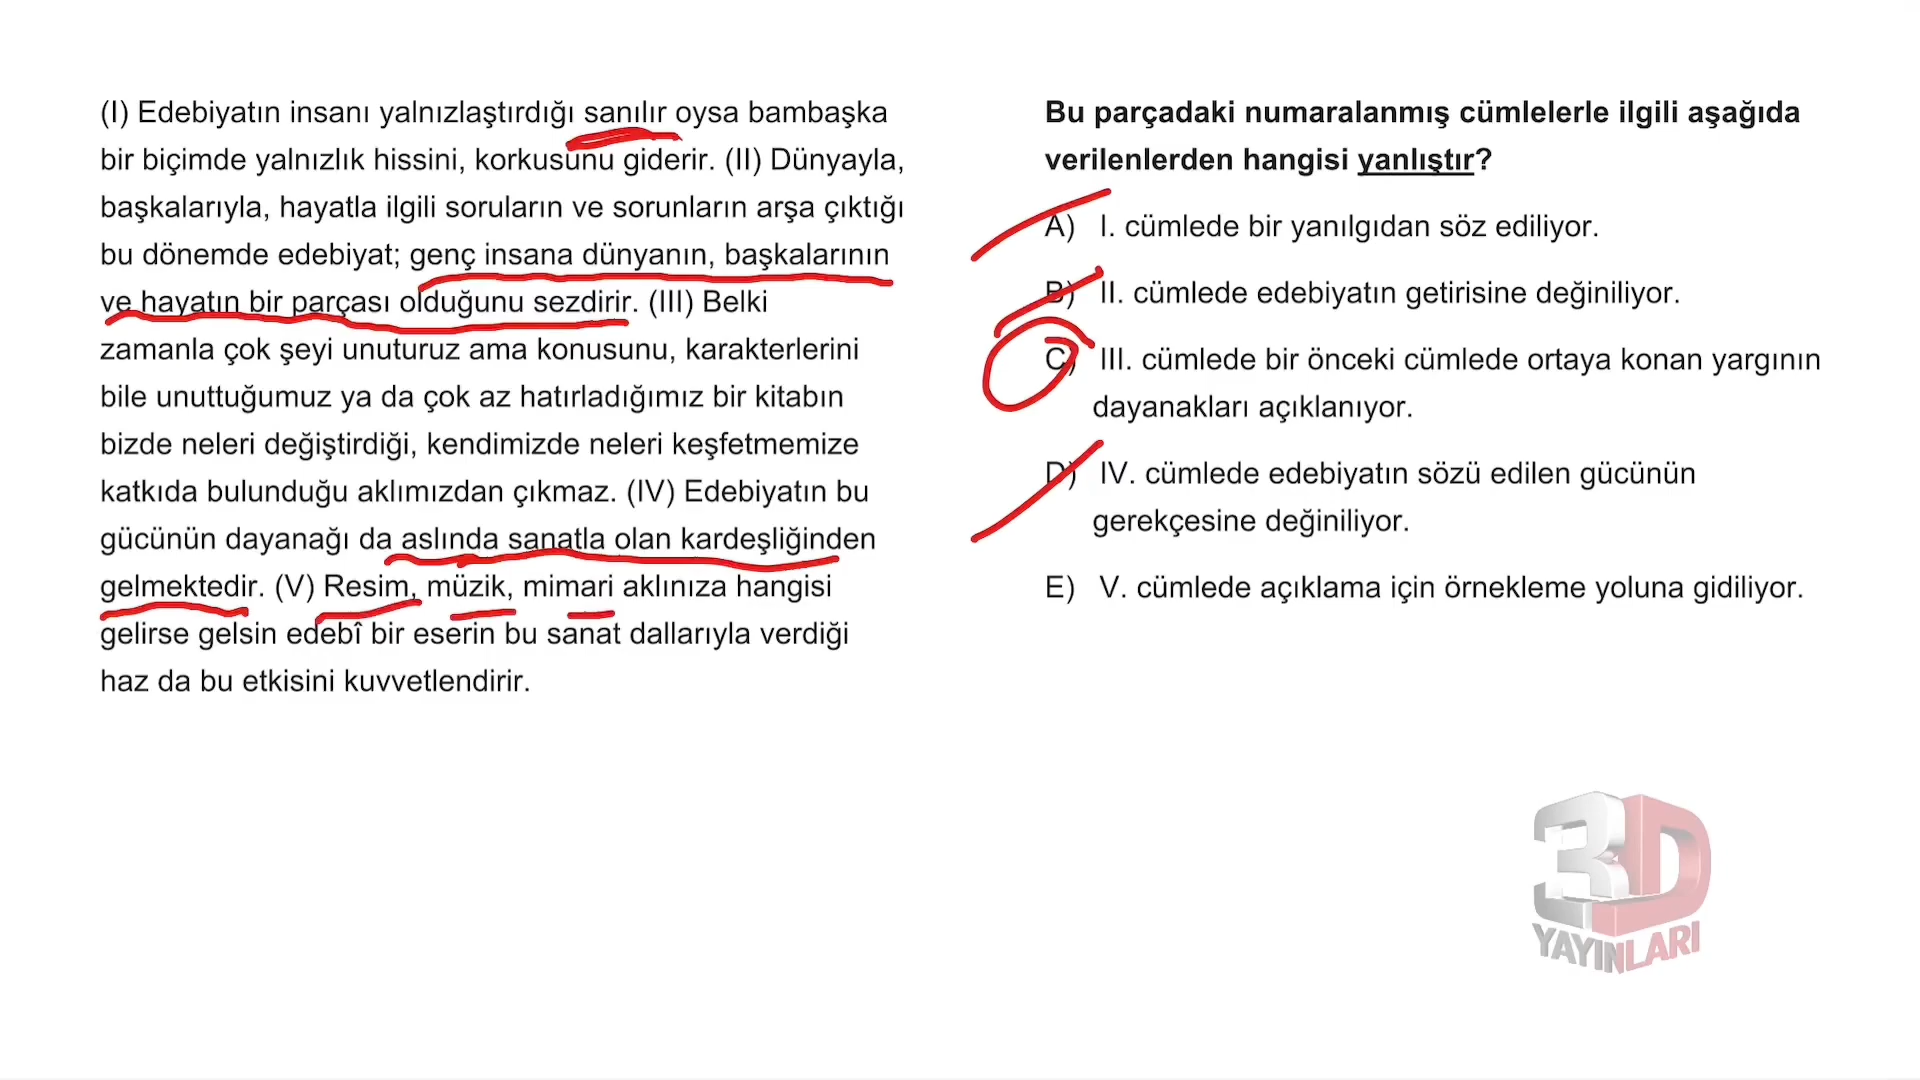 (I) Edebiyatın insanı yalnızlaştırdığı sanılır oysa bambaşka
bir biçimde yalnızlık hissini, korkusunu giderir. (II) Dünyayla,
başkalarıyla, hayatla ilgili soruların ve sorunların arşa çıktığı
bu dönemde edebiyat; genç insana dünyanın, başkalarının
ve hayatın bir parçası olduğunu sezdirir. (III) Belki
zamanla çok şeyi unuturuz ama konusunu, karakterlerini
bile unuttuğumuz ya da çok az hatırladığımız bir kitabın
bizde neleri değiştirdiği, kendimizde neleri keşfetmemize
katkıda bulunduğu aklımızdan çıkmaz. (IV) Edebiyatın bu
gücünün dayanağı da aslında sanatla olan kardeşliğinden
gelmektedir. (V) Resim, müzik, mimari aklınıza hangisi
gelirse gelsin edebî bir eserin bu sanat dallarıyla verdiği
haz da bu etkisini kuvvetlendirir.
Bu parçadaki numaralanmış cümlelerle ilgili aşağıda
verilenlerden hangisi yanlıştır?
A) I. cümlede bir yanılgıdan söz ediliyor.
B) II. cümlede edebiyatın getirisine değiniliyor.
C) III. cümlede bir önceki cümlede ortaya konan yargının
dayanakları açıklanıyor.
D) IV. cümlede edebiyatın sözü edilen gücünün
gerekçesine değiniliyor.
E) V. cümlede açıklama için örnekleme yoluna gidiliyor.
3D
YAYINLARI